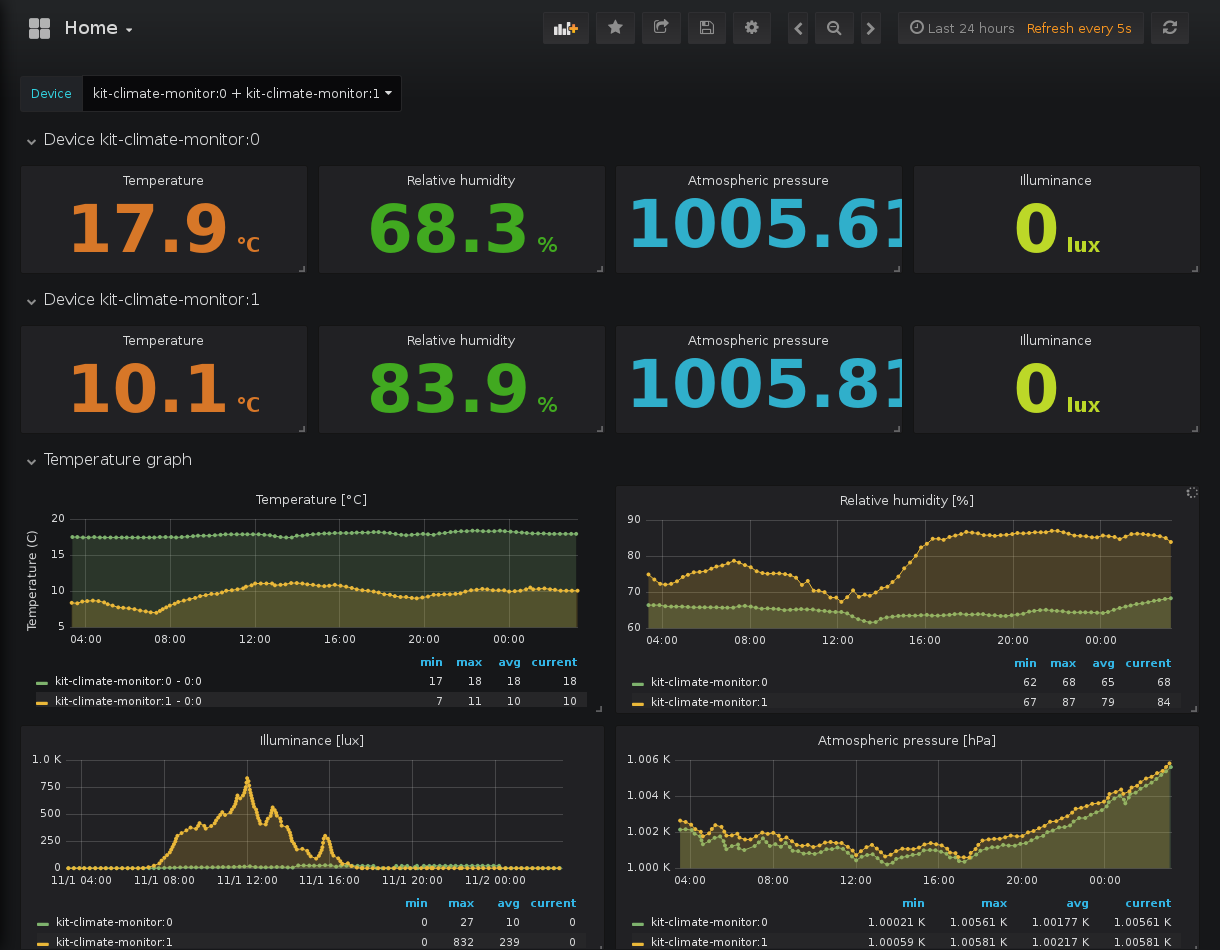 Home
Last 24 hours Refresh every 5s
Device kit-climate-monitor:0 + kit-climate-monitor:1
Device kit-climate-monitor:0
Temperature Relative humidity Atmospheric pressure Illuminance
17.9 °C 68.3 % 1005.61 0 lux
Device kit-climate-monitor:1
Temperature Relative humidity Atmospheric pressure Illuminance
10.1 °C 83.9 % 1005.81 0 lux
Temperature graph
Temperature [°C]
Temperature (C)
20
15
10
5
04:00 08:00 12:00 16:00 20:00 00:00
min max avg current
kit-climate-monitor:0 - 0:0 17 18 18 18
kit-climate-monitor:1 - 0:0 7 11 10 10
Relative humidity [%]
90
80
70
60
04:00 08:00 12:00 16:00 20:00 00:00
min max avg current
kit-climate-monitor:0 62 68 65 68
kit-climate-monitor:1 67 87 79 84
Illuminance [lux]
1.0 K
750
500
250
0
11/1 04:00 11/1 08:00 11/1 12:00 11/1 16:00 11/1 20:00 11/2 00:00
min max avg current
kit-climate-monitor:0 0 27 10 0
kit-climate-monitor:1 0 832 239 0
Atmospheric pressure [hPa]
1.006 K
1.004 K
1.002 K
1.000 K
04:00 08:00 12:00 16:00 20:00 00:00
min max avg current
kit-climate-monitor:0 1.00021 K 1.00561 K 1.00177 K 1.00561 K
kit-climate-monitor:1 1.00059 K 1.00581 K 1.00217 K 1.00581 K